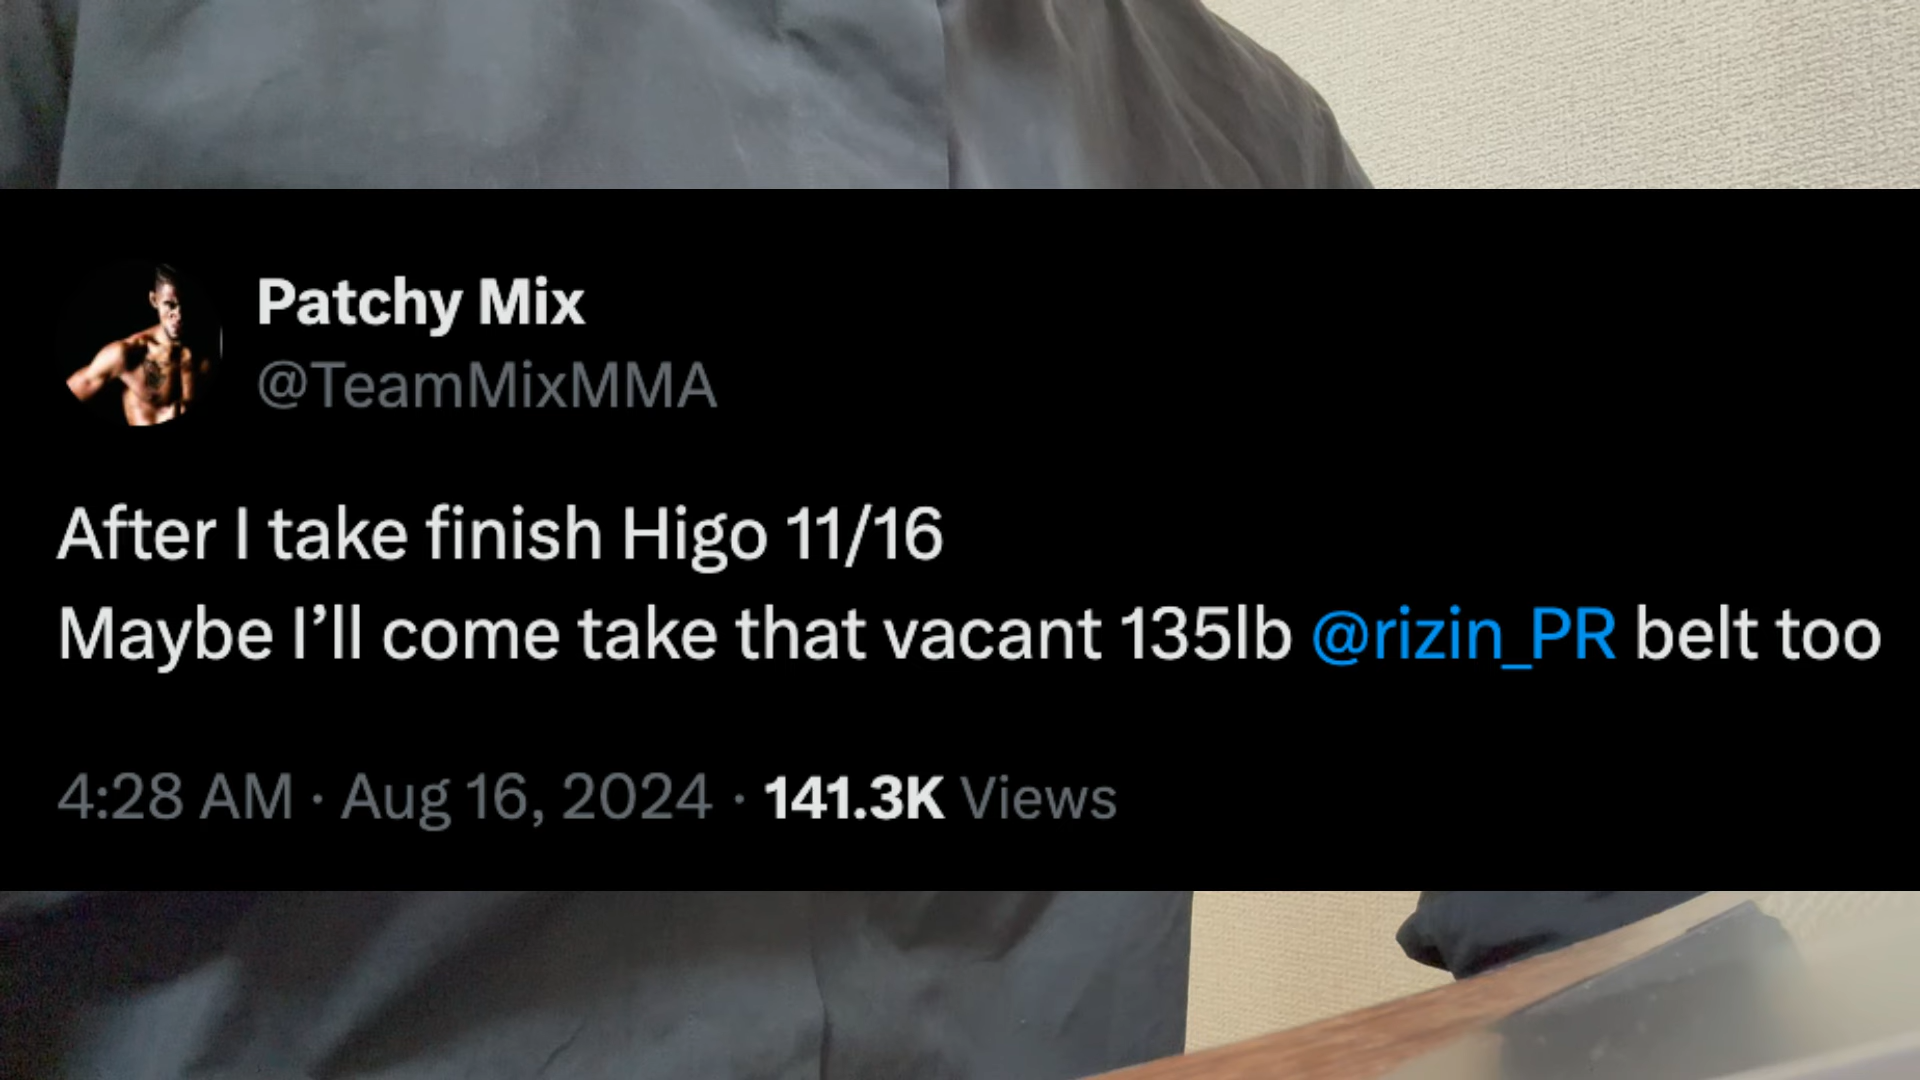 Patchy Mix
@TeamMixMMA
After I take finish Higo 11/16
Maybe I’ll come take that vacant 135lb @rizin_PR belt too
4:28 AM · Aug 16, 2024 · 141.3K Views